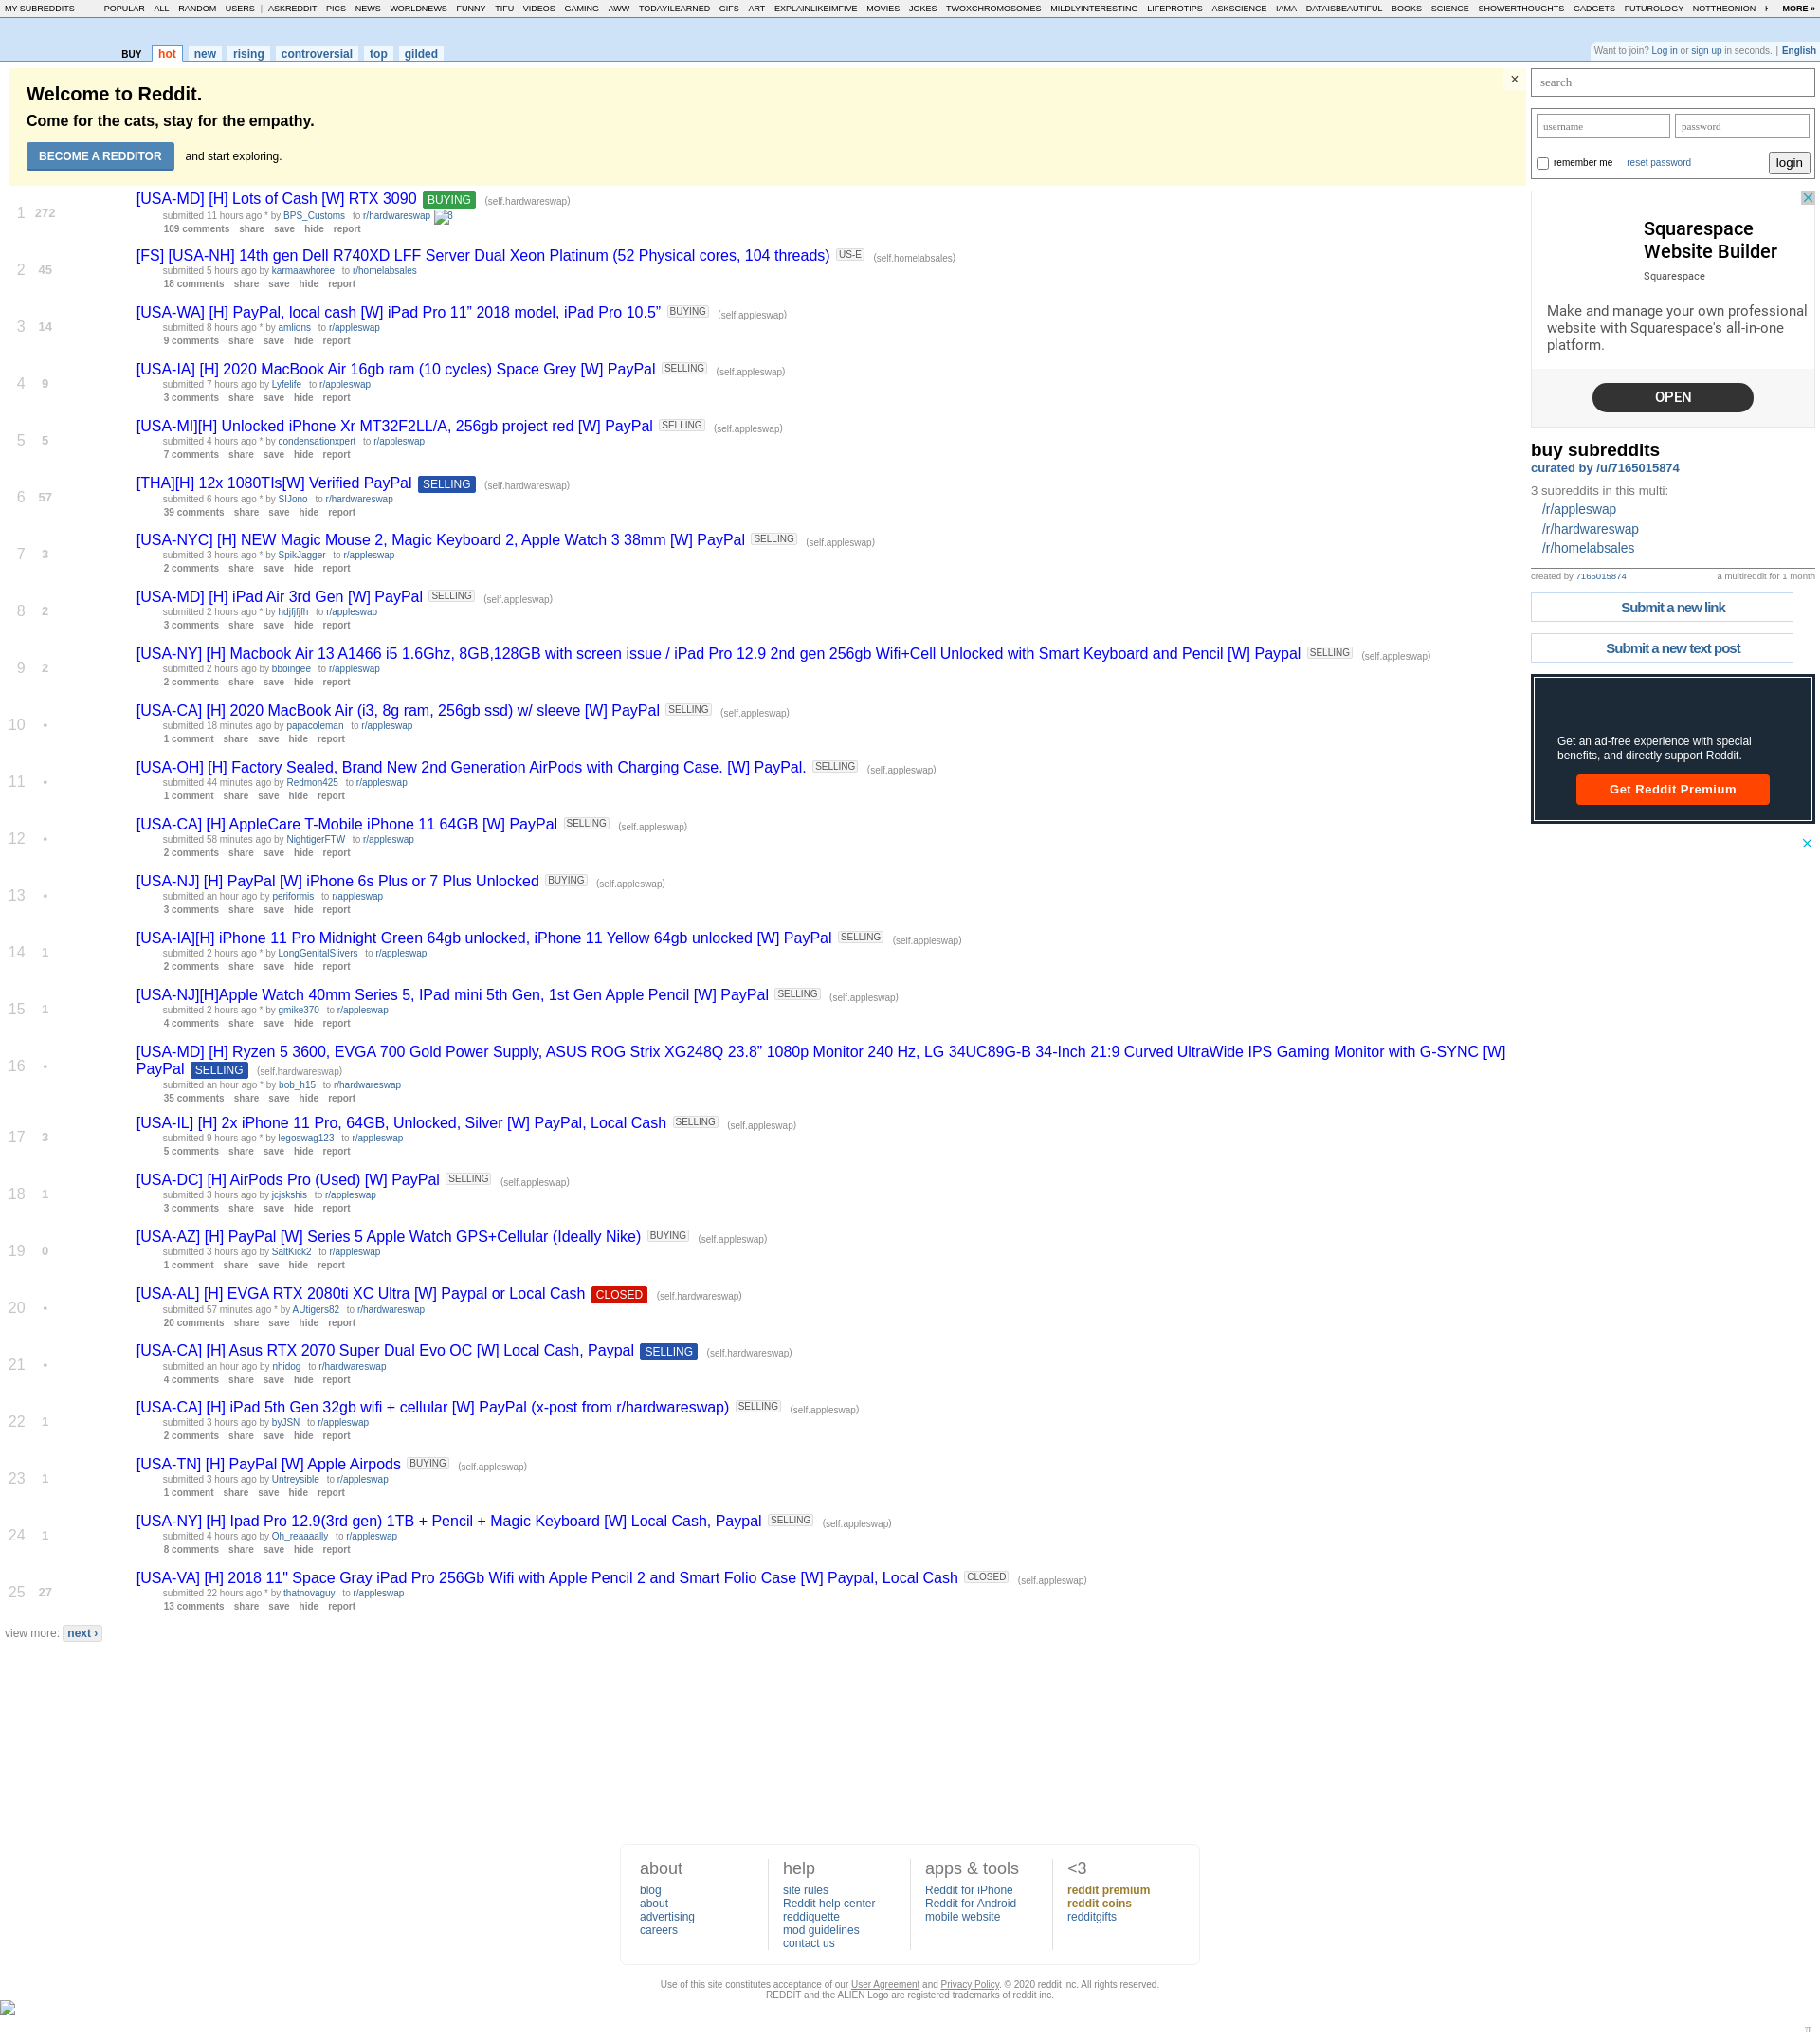 MY SUBREDDITS POPULAR - ALL - RANDOM - USERS | ASKREDDIT - PICS - NEWS - WORLDNEWS - FUNNY - TIFU - VIDEOS - GAMING - AWW - TODAYILEARNED - GIFS - ART - EXPLAINLIKEIMFIVE - MOVIES - JOKES - TWOXCHROMOSOMES - MILDLYINTERESTING - LIFEPROTIPS - ASKSCIENCE - IAMA - DATAISBEAUTIFUL - BOOKS - SCIENCE - SHOWERTHOUGHTS - GADGETS - FUTUROLOGY - NOTTHEONION - MORE »
BUY hot new rising controversial top gilded
Want to join? Log in or sign up in seconds. | English
Welcome to Reddit.
Come for the cats, stay for the empathy.
BECOME A REDDITOR and start exploring.
×
1 272 [USA-MD] [H] Lots of Cash [W] RTX 3090 BUYING (self.hardwareswap)
submitted 11 hours ago * by BPS_Customs to r/hardwareswap 8
109 comments share save hide report
2 45 [FS] [USA-NH] 14th gen Dell R740XD LFF Server Dual Xeon Platinum (52 Physical cores, 104 threads) US-E (self.homelabsales)
submitted 5 hours ago by karmaawhoree to r/homelabsales
18 comments share save hide report
3 14 [USA-WA] [H] PayPal, local cash [W] iPad Pro 11” 2018 model, iPad Pro 10.5” BUYING (self.appleswap)
submitted 8 hours ago * by amlions to r/appleswap
9 comments share save hide report
4 9 [USA-IA] [H] 2020 MacBook Air 16gb ram (10 cycles) Space Grey [W] PayPal SELLING (self.appleswap)
submitted 7 hours ago by Lyfelife to r/appleswap
3 comments share save hide report
5 5 [USA-MI][H] Unlocked iPhone Xr MT32F2LL/A, 256gb project red [W] PayPal SELLING (self.appleswap)
submitted 4 hours ago * by condensationxpert to r/appleswap
7 comments share save hide report
6 57 [THA][H] 12x 1080TIs[W] Verified PayPal SELLING (self.hardwareswap)
submitted 6 hours ago * by SIJono to r/hardwareswap
39 comments share save hide report
7 3 [USA-NYC] [H] NEW Magic Mouse 2, Magic Keyboard 2, Apple Watch 3 38mm [W] PayPal SELLING (self.appleswap)
submitted 3 hours ago * by SpikJagger to r/appleswap
2 comments share save hide report
8 2 [USA-MD] [H] iPad Air 3rd Gen [W] PayPal SELLING (self.appleswap)
submitted 2 hours ago * by hdjfjfjfh to r/appleswap
3 comments share save hide report
9 2 [USA-NY] [H] Macbook Air 13 A1466 i5 1.6Ghz, 8GB,128GB with screen issue / iPad Pro 12.9 2nd gen 256gb Wifi+Cell Unlocked with Smart Keyboard and Pencil [W] Paypal SELLING (self.appleswap)
submitted 2 hours ago by bboingee to r/appleswap
2 comments share save hide report
10 • [USA-CA] [H] 2020 MacBook Air (i3, 8g ram, 256gb ssd) w/ sleeve [W] PayPal SELLING (self.appleswap)
submitted 18 minutes ago by papacoleman to r/appleswap
1 comment share save hide report
11 • [USA-OH] [H] Factory Sealed, Brand New 2nd Generation AirPods with Charging Case. [W] PayPal. SELLING (self.appleswap)
submitted 44 minutes ago by Redmon425 to r/appleswap
1 comment share save hide report
12 • [USA-CA] [H] AppleCare T-Mobile iPhone 11 64GB [W] PayPal SELLING (self.appleswap)
submitted 58 minutes ago by NightigerFTW to r/appleswap
2 comments share save hide report
13 • [USA-NJ] [H] PayPal [W] iPhone 6s Plus or 7 Plus Unlocked BUYING (self.appleswap)
submitted an hour ago by periformis to r/appleswap
3 comments share save hide report
14 1 [USA-IA][H] iPhone 11 Pro Midnight Green 64gb unlocked, iPhone 11 Yellow 64gb unlocked [W] PayPal SELLING (self.appleswap)
submitted 2 hours ago * by LongGenitalSlivers to r/appleswap
2 comments share save hide report
15 1 [USA-NJ][H]Apple Watch 40mm Series 5, IPad mini 5th Gen, 1st Gen Apple Pencil [W] PayPal SELLING (self.appleswap)
submitted 2 hours ago * by gmike370 to r/appleswap
4 comments share save hide report
16 • [USA-MD] [H] Ryzen 5 3600, EVGA 700 Gold Power Supply, ASUS ROG Strix XG248Q 23.8” 1080p Monitor 240 Hz, LG 34UC89G-B 34-Inch 21:9 Curved UltraWide IPS Gaming Monitor with G-SYNC [W]
PayPal SELLING (self.hardwareswap)
submitted an hour ago * by bob_h15 to r/hardwareswap
35 comments share save hide report
17 3 [USA-IL] [H] 2x iPhone 11 Pro, 64GB, Unlocked, Silver [W] PayPal, Local Cash SELLING (self.appleswap)
submitted 9 hours ago * by legoswag123 to r/appleswap
5 comments share save hide report
18 1 [USA-DC] [H] AirPods Pro (Used) [W] PayPal SELLING (self.appleswap)
submitted 3 hours ago by jcjskshis to r/appleswap
3 comments share save hide report
19 0 [USA-AZ] [H] PayPal [W] Series 5 Apple Watch GPS+Cellular (Ideally Nike) BUYING (self.appleswap)
submitted 3 hours ago by SaltKick2 to r/appleswap
1 comment share save hide report
20 • [USA-AL] [H] EVGA RTX 2080ti XC Ultra [W] Paypal or Local Cash CLOSED (self.hardwareswap)
submitted 57 minutes ago * by AUtigers82 to r/hardwareswap
20 comments share save hide report
21 • [USA-CA] [H] Asus RTX 2070 Super Dual Evo OC [W] Local Cash, Paypal SELLING (self.hardwareswap)
submitted an hour ago by nhidog to r/hardwareswap
4 comments share save hide report
22 1 [USA-CA] [H] iPad 5th Gen 32gb wifi + cellular [W] PayPal (x-post from r/hardwareswap) SELLING (self.appleswap)
submitted 3 hours ago by byJSN to r/appleswap
2 comments share save hide report
23 1 [USA-TN] [H] PayPal [W] Apple Airpods BUYING (self.appleswap)
submitted 3 hours ago by Untreysible to r/appleswap
1 comment share save hide report
24 1 [USA-NY] [H] Ipad Pro 12.9(3rd gen) 1TB + Pencil + Magic Keyboard [W] Local Cash, Paypal SELLING (self.appleswap)
submitted 4 hours ago by Oh_reaaaally to r/appleswap
8 comments share save hide report
25 27 [USA-VA] [H] 2018 11" Space Gray iPad Pro 256Gb Wifi with Apple Pencil 2 and Smart Folio Case [W] Paypal, Local Cash CLOSED (self.appleswap)
submitted 22 hours ago * by thatnovaguy to r/appleswap
13 comments share save hide report
view more: next ›
search
username password
remember me reset password login
Squarespace
Website Builder
Squarespace
Make and manage your own professional
website with Squarespace's all-in-one
platform.
OPEN
buy subreddits
curated by /u/7165015874
3 subreddits in this multi:
/r/appleswap
/r/hardwareswap
/r/homelabsales
created by 7165015874 a multireddit for 1 month
Submit a new link
Submit a new text post
Get an ad-free experience with special
benefits, and directly support Reddit.
Get Reddit Premium
about
blog
about
advertising
careers
help
site rules
Reddit help center
reddiquette
mod guidelines
contact us
apps & tools
Reddit for iPhone
Reddit for Android
mobile website
<3
reddit premium
reddit coins
redditgifts
Use of this site constitutes acceptance of our User Agreement and Privacy Policy. © 2020 reddit inc. All rights reserved.
REDDIT and the ALIEN Logo are registered trademarks of reddit inc.
π